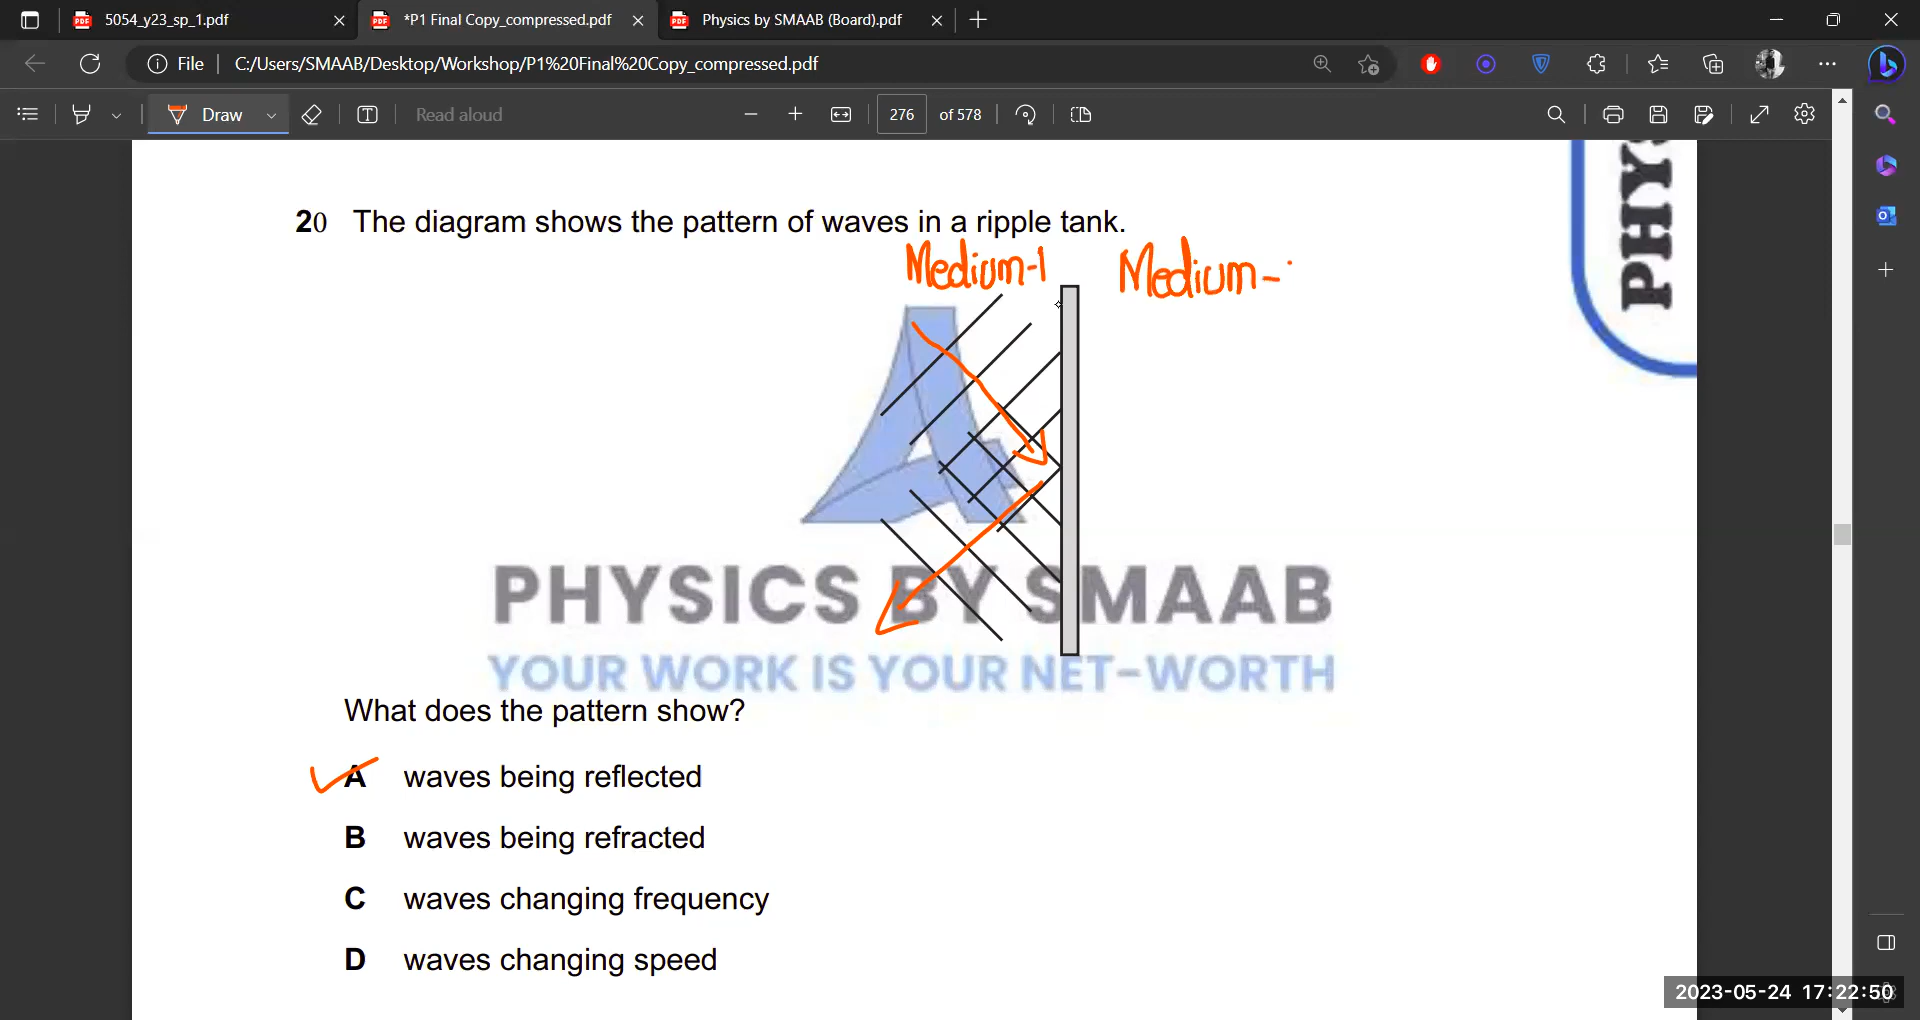 5054_y23_sp_1.pdf
*P1 Final Copy_compressed.pdf
Physics by SMAAB (Board).pdf
File
C:/Users/SMAAB/Desktop/Workshop/P1%20Final%20Copy_compressed.pdf
Draw
Read aloud
276 of 578
PHYS
20 The diagram shows the pattern of waves in a ripple tank.
Medium-1 Medium-
PHYSICS BY SMAAB
YOUR WORK IS YOUR NET-WORTH
What does the pattern show?
A waves being reflected
B waves being refracted
C waves changing frequency
D waves changing speed
2023-05-24 17:22:50